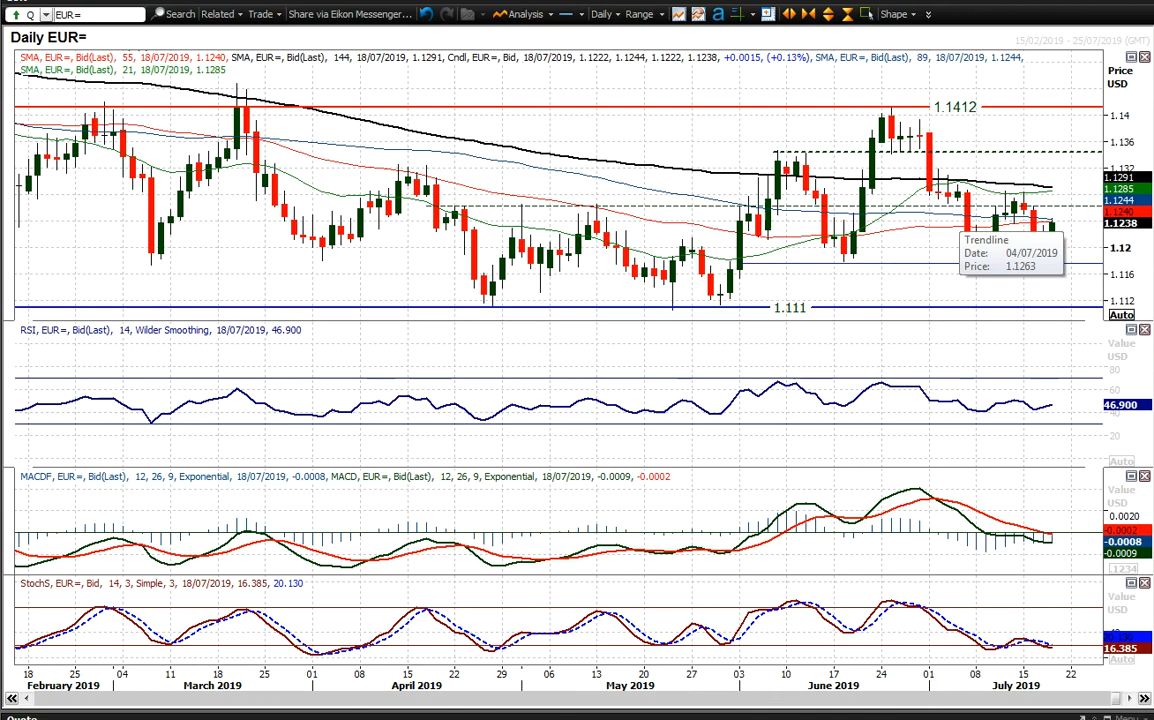 Q EUR= Search Related Trade Share via Eikon Messenger... Analysis Daily Range a Shape
Daily EUR=
15/02/2019 - 25/07/2019 (GMT)
SMA, EUR=, Bid(Last), 55, 18/07/2019, 1.1240, SMA, EUR=, Bid(Last), 144, 18/07/2019, 1.1291, Cndl, EUR=, Bid, 18/07/2019, 1.1222, 1.1244, 1.1222, 1.1238, +0.0015, (+0.13%), SMA, EUR=, Bid(Last), 89, 18/07/2019, 1.1244,
SMA, EUR=, Bid(Last), 21, 18/07/2019, 1.1285
Price
USD
1.1412
1.14
1.136
1.132
1.1291
1.1285
1.1244
1.1240
1.1238
Trendline
Date: 04/07/2019
Price: 1.1263
1.12
1.116
1.112
1.111
Auto
RSI, EUR=, Bid(Last), 14, Wilder Smoothing, 18/07/2019, 46.900
Value
USD
80
60
46.900
20
Auto
MACDF, EUR=, Bid(Last), 12, 26, 9, Exponential, 18/07/2019, -0.0008, MACD, EUR=, Bid(Last), 12, 26, 9, Exponential, 18/07/2019, -0.0009, -0.0002
Value
USD
0.0020
-0.0002
-0.0008
-0.0009
.1234
StochS, EUR=, Bid, 14, 3, Simple, 3, 18/07/2019, 16.385, 20.130
Value
USD
20.130
16.385
Auto
18 25 04 11 18 25 01 08 15 22 29 06 13 20 27 03 10 17 24 01 08 15 22
February 2019 March 2019 April 2019 May 2019 June 2019 July 2019
Quote Menu